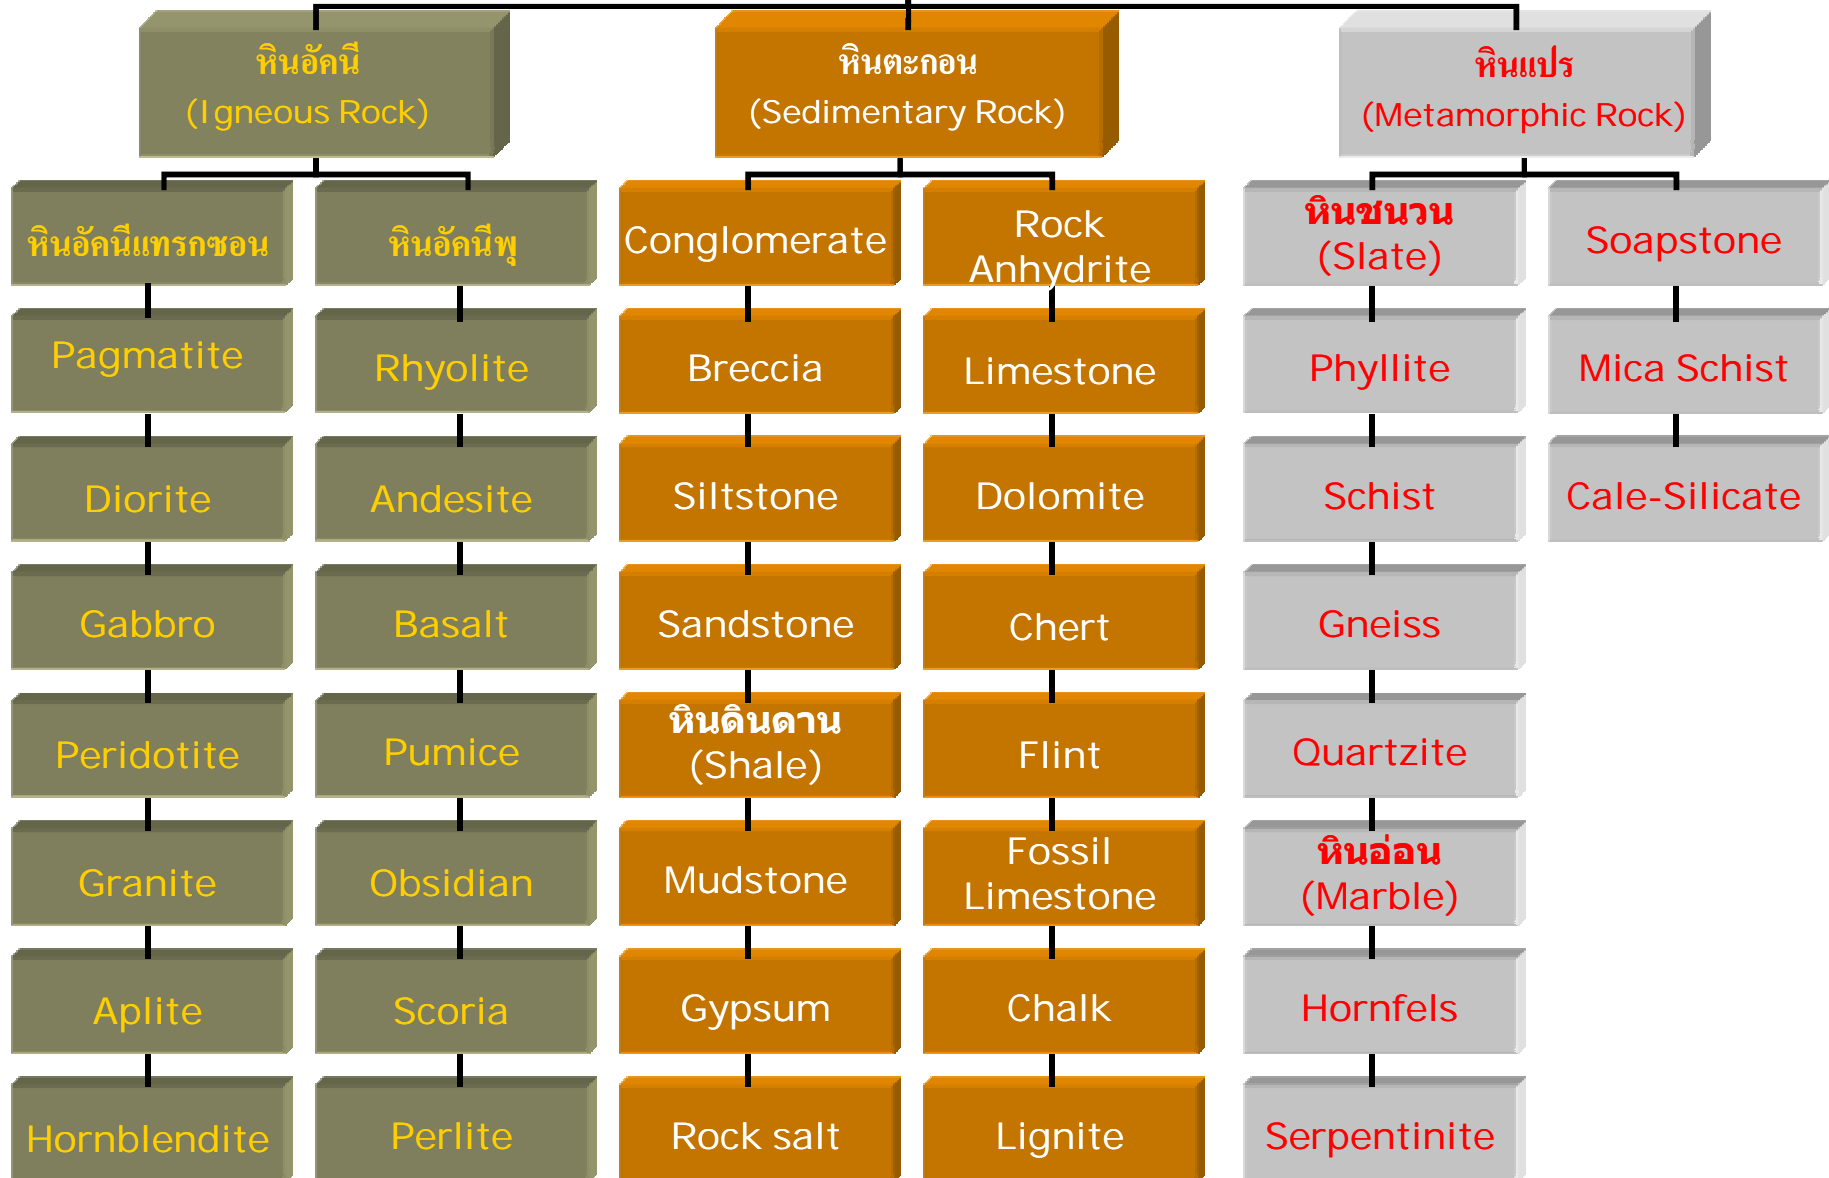 หินอัคนี
(Igneous Rock)
หินตะกอน
(Sedimentary Rock)
หินแปร
(Metamorphic Rock)
หินอัคนีแทรกซอน
Pagmatite
Diorite
Gabbro
Peridotite
Granite
Aplite
Hornblendite
หินอัคนีพุ
Rhyolite
Andesite
Basalt
Pumice
Obsidian
Scoria
Perlite
Conglomerate
Breccia
Siltstone
Sandstone
หินดินดาน
(Shale)
Mudstone
Gypsum
Rock salt
Rock
Anhydrite
Limestone
Dolomite
Chert
Flint
Fossil
Limestone
Chalk
Lignite
หินชนวน
(Slate)
Phyllite
Schist
Gneiss
Quartzite
หินอ่อน
(Marble)
Hornfels
Serpentinite
Soapstone
Mica Schist
Cale-Silicate